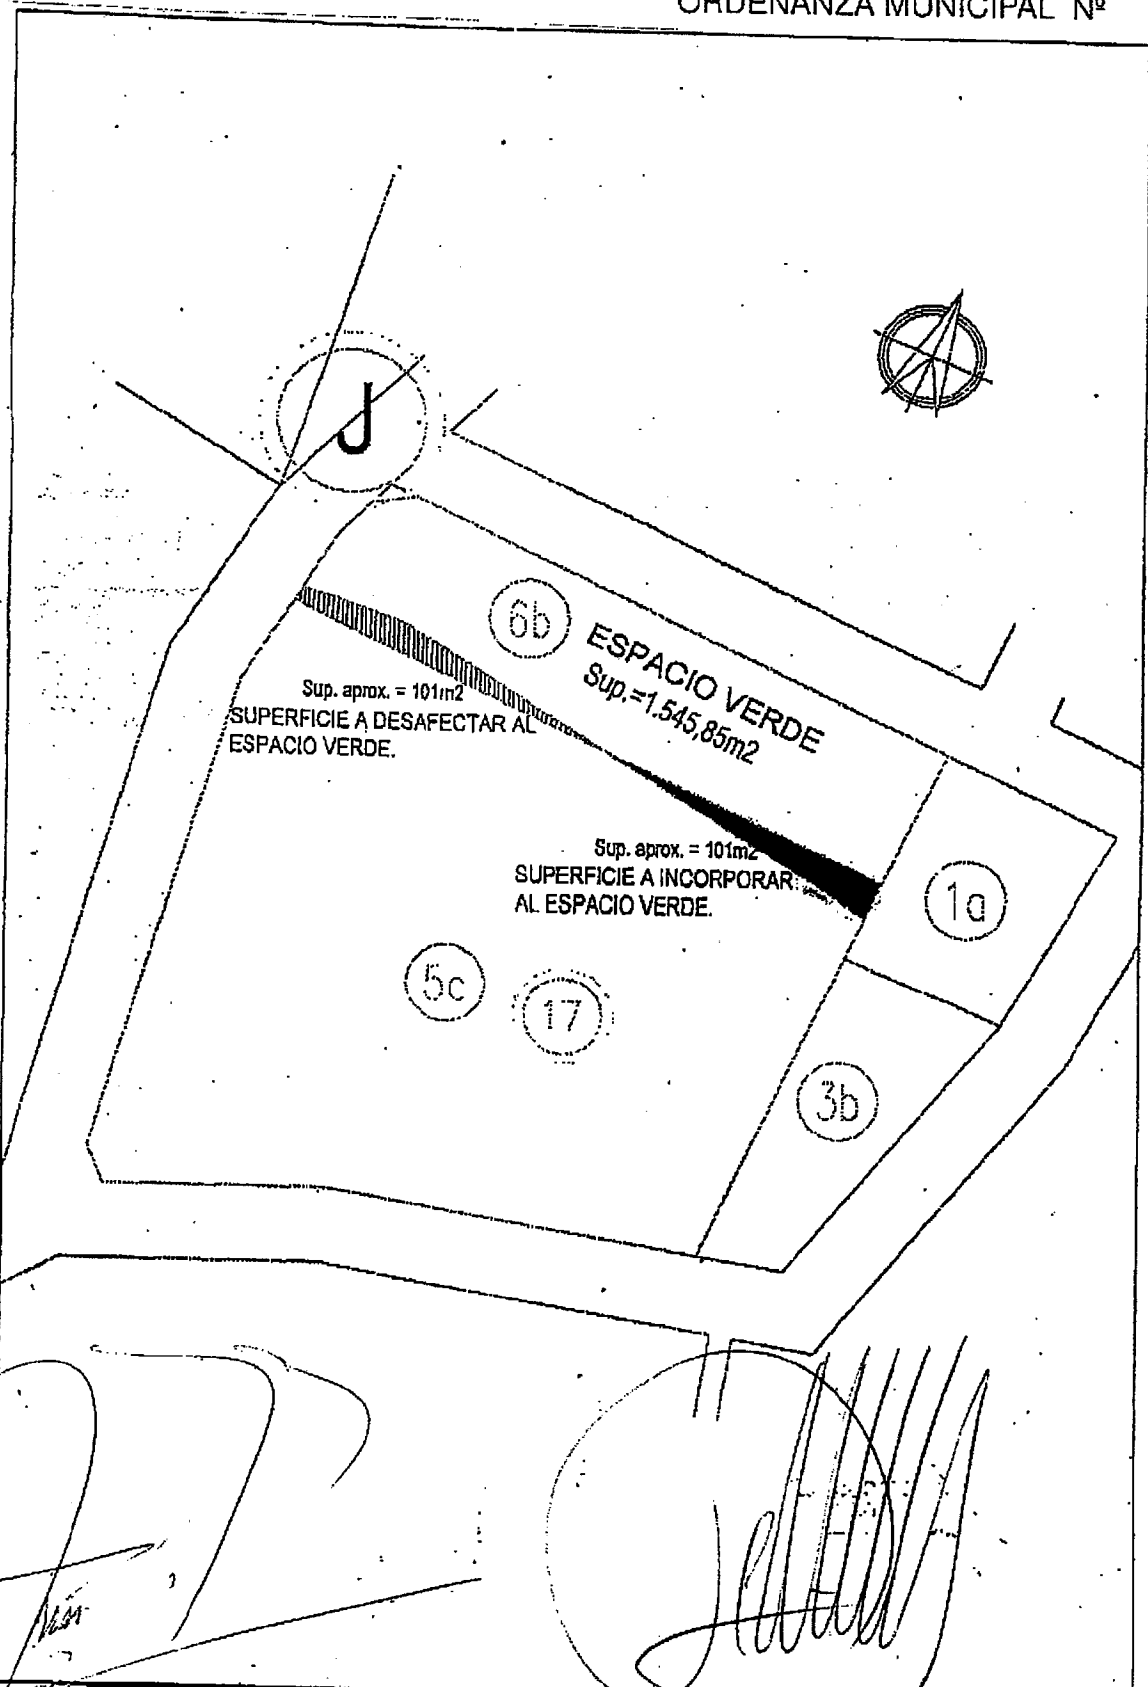 ORDENANZA MUNICIPAL Nº
J
6b
ESPACIO VERDE
Sup.=1.545,85m2
Sup. aprox. = 101m2
SUPERFICIE A DESAFECTAR AL
ESPACIO VERDE.
Sup. aprox. = 101m2
SUPERFICIE A INCORPORAR
AL ESPACIO VERDE.
1a
5c
17
3b